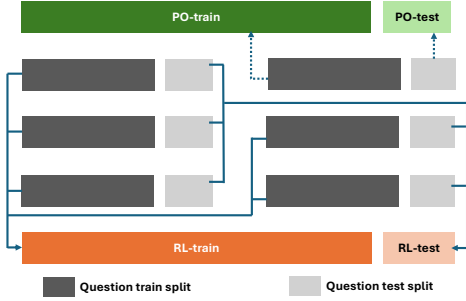 PO-train
PO-test
RL-train
RL-test
Question train split
Question test split